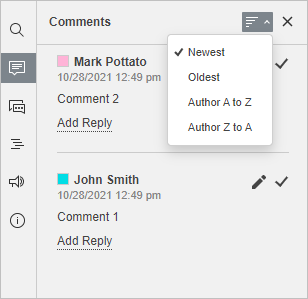 Comments
Newest
Oldest
Author A to Z
Author Z to A
Mark Pottato
10/28/2021 12:49 pm
Comment 2
Add Reply
John Smith
10/28/2021 12:49 pm
Comment 1
Add Reply